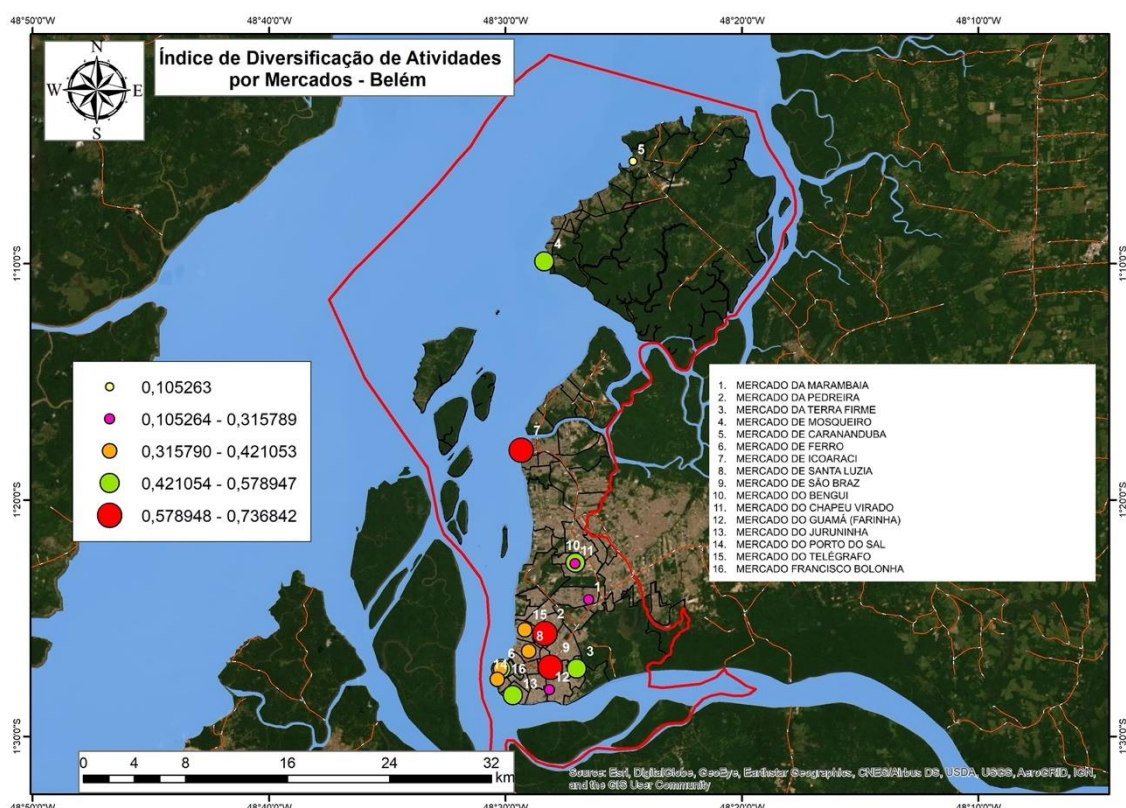 48°50'0"W 48°40'0"W 48°30'0"W 48°20'0"W 48°10'0"W
N
W E
S
Índice de Diversificação de Atividades
por Mercados - Belém
5
4
1°10'0"S 1°10'0"S
0,105263
0,105264 - 0,315789
0,315790 - 0,421053
0,421054 - 0,578947
0,578948 - 0,736842
1. MERCADO DA MARAMBAIA
2. MERCADO DA PEDREIRA
3. MERCADO DA TERRA FIRME
4. MERCADO DE MOSQUEIRO
5. MERCADO DE CARANANDUBA
6. MERCADO DE FERRO
7. MERCADO DE ICOARACI
8. MERCADO DE SANTA LUZIA
9. MERCADO DE SÃO BRAZ
10. MERCADO DO BENGUI
11. MERCADO DO CHAPEU VIRADO
12. MERCADO DO GUAMÁ (FARINHA)
13. MERCADO DO JURUNINHA
14. MERCADO DO PORTO DO SAL
15. MERCADO DO TELÉGRAFO
16. MERCADO FRANCISCO BOLONHA
7
1°20'0"S 1°20'0"S
10 11
1
15 2
8
9 3
6
14 16
13 12
1°30'0"S 1°30'0"S
0 4 8 16 24 32
km
Source: Esri, DigitalGlobe, GeoEye, Earthstar Geographics, CNES/Airbus DS, USDA, USGS, AeroGRID, IGN,
and the GIS User Community
48°50'0"W 48°40'0"W 48°30'0"W 48°20'0"W 48°10'0"W